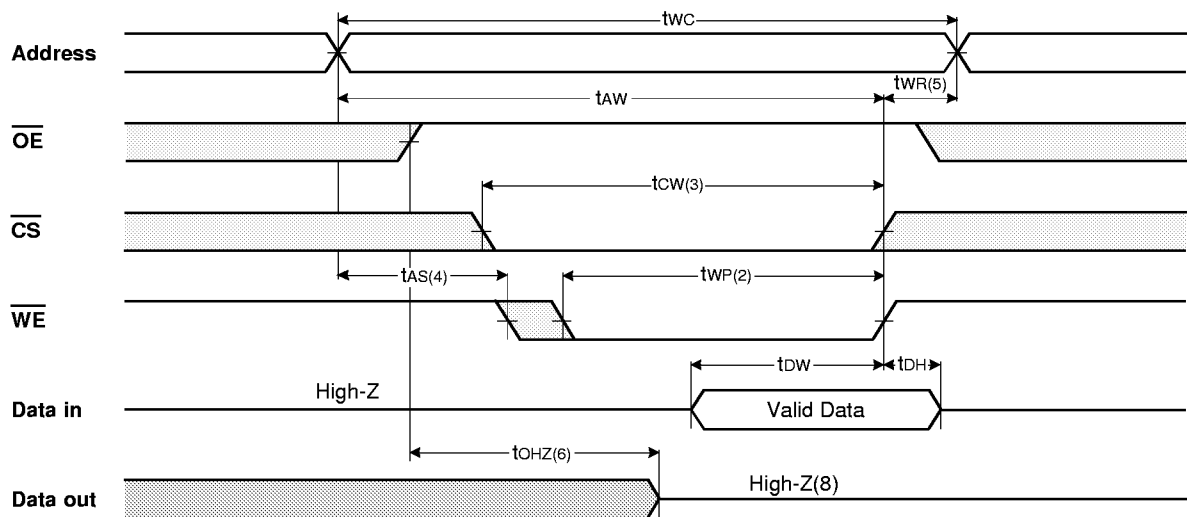 tWC
Address
tWR(5)
tAW
OE
tCW(3)
CS
tAS(4)
tWP(2)
WE
tDW
tDH
High-Z
Data in
Valid Data
tOHZ(6)
High-Z(8)
Data out